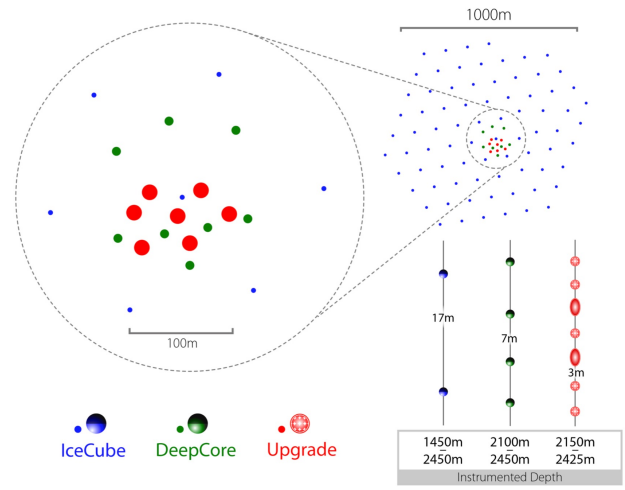 1000m
100m
17m
7m
3m
IceCube
DeepCore
Upgrade
1450m
–
2450m
2100m
–
2450m
2150m
–
2425m
Instrumented Depth